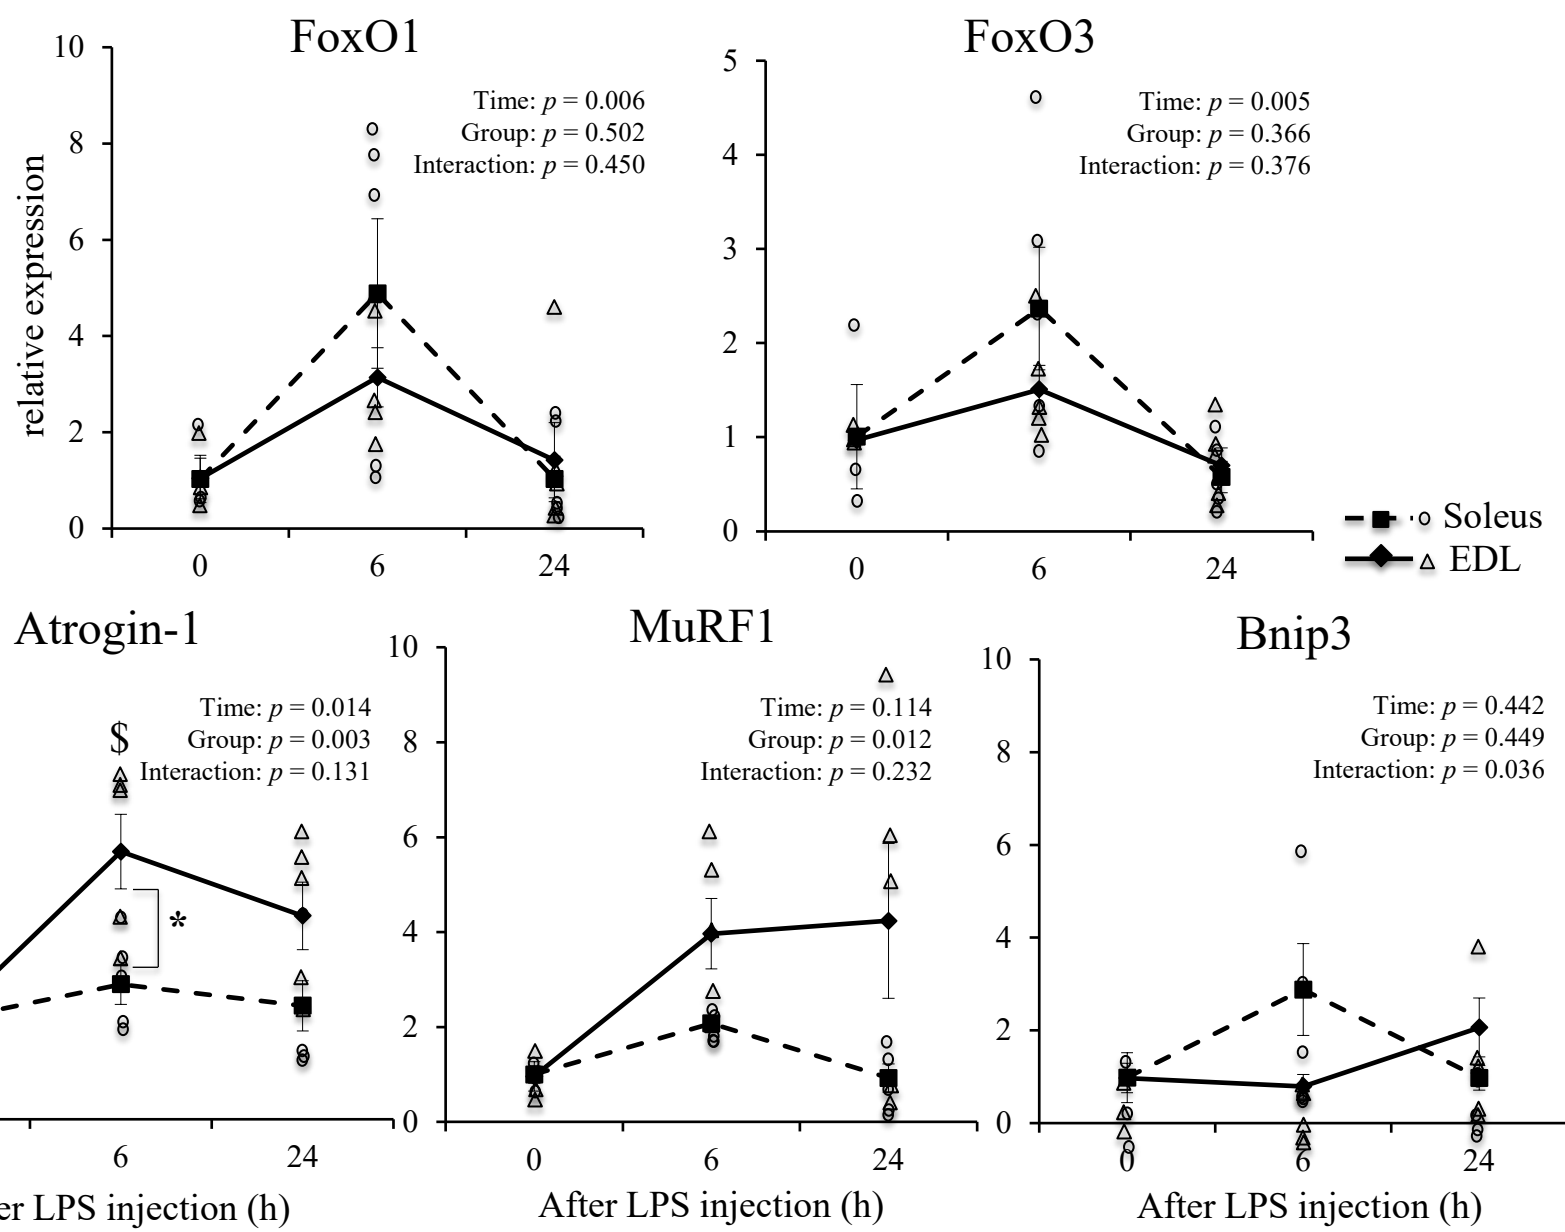 FoxO1
10
8
6
4
2
0
relative expression
Time: p = 0.006
Group: p = 0.502
Interaction: p = 0.450
0 6 24
FoxO3
5
4
3
2
1
0
Time: p = 0.005
Group: p = 0.366
Interaction: p = 0.376
0 6 24
Soleus
EDL
Atrogin-1
Time: p = 0.014
Group: p = 0.003
Interaction: p = 0.131
$
*
6 24
er LPS injection (h)
MuRF1
10
8
6
4
2
0
Time: p = 0.114
Group: p = 0.012
Interaction: p = 0.232
0 6 24
After LPS injection (h)
Bnip3
10
8
6
4
2
0
Time: p = 0.442
Group: p = 0.449
Interaction: p = 0.036
0 6 24
After LPS injection (h)